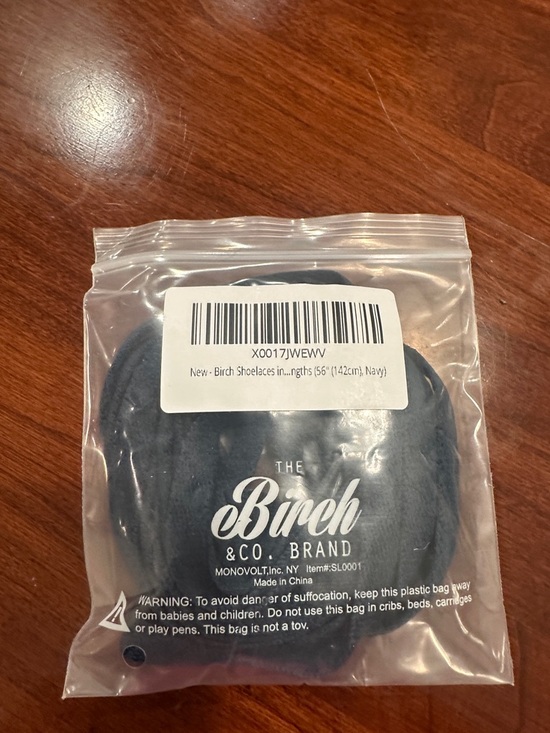 X0017JWEWV
New - Birch Shoelaces in...ngths (56" (142cm), Navy)
THE
Birch
&CO. BRAND
MONOVOLT,Inc. NY Item#:SL0001
Made in China
WARNING: To avoid danger of suffocation, keep this plastic bag away
from babies and children. Do not use this bag in cribs, beds, carriages
or play pens. This bag is not a toy.